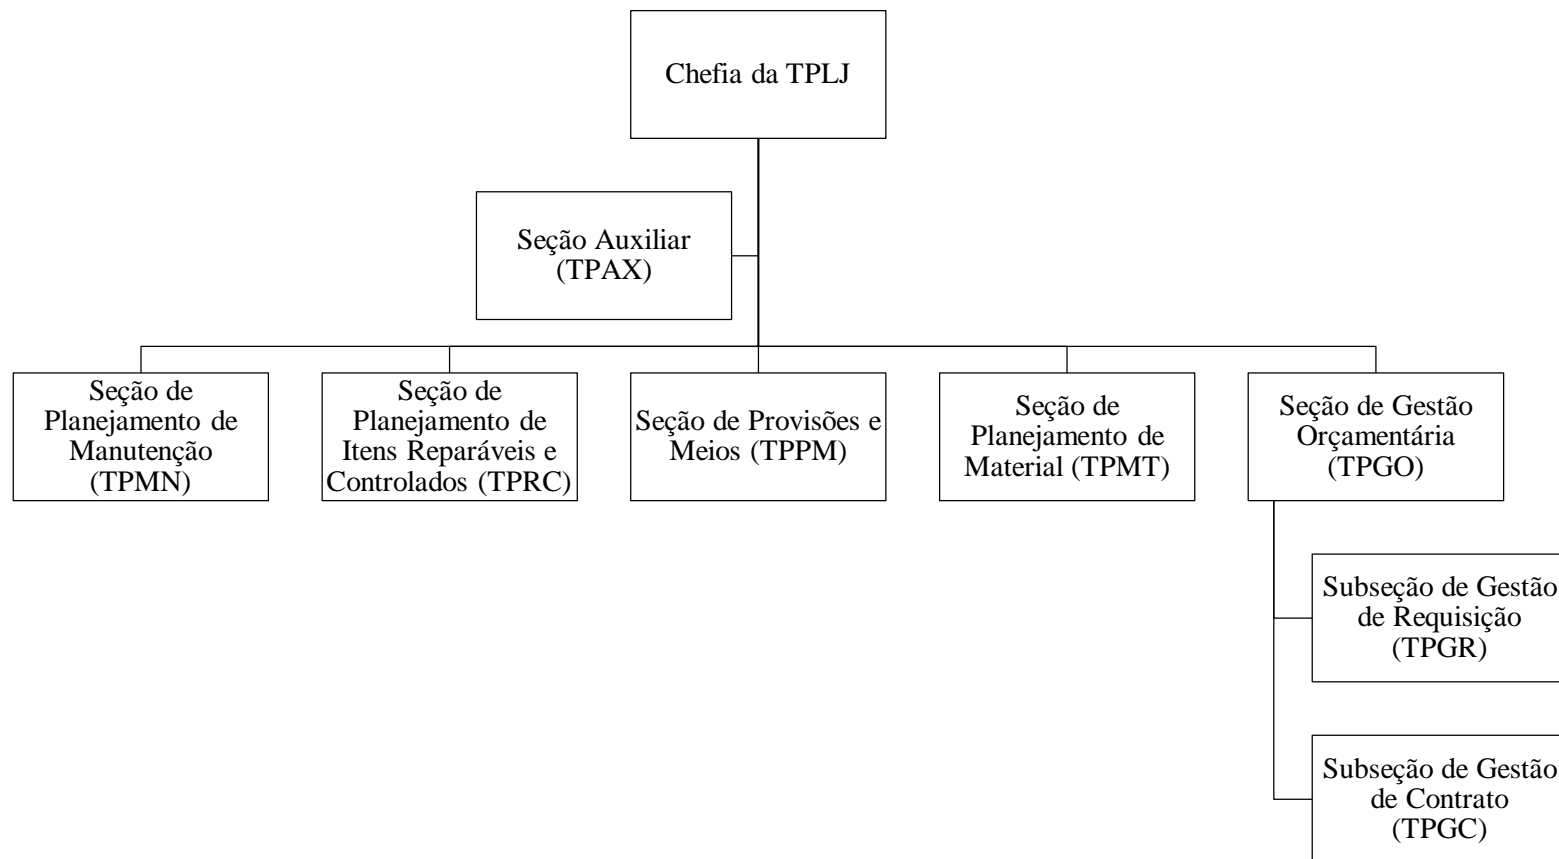 Chefia da TPLJ
Seção Auxiliar
(TPAX)
Seção de
Planejamento de
Manutenção
(TPMN)
Seção de
Planejamento de
Itens Reparáveis e
Controlados (TPRC)
Seção de Provisões e
Meios (TPPM)
Seção de
Planejamento de
Material (TPMT)
Seção de Gestão
Orçamentária
(TPGO)
Subseção de Gestão
de Requisição
(TPGR)
Subseção de Gestão
de Contrato
(TPGC)